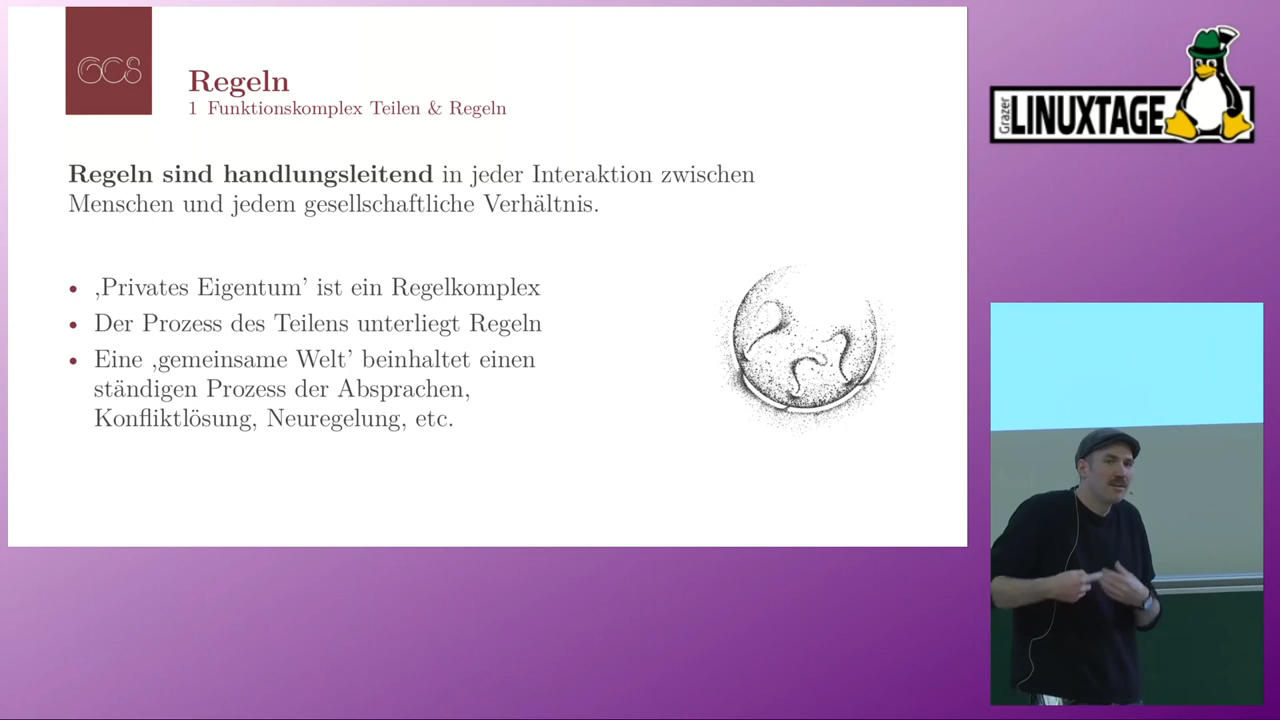 GCS
Regeln
1 Funktionskomplex Teilen & Regeln
Regeln sind handlungsleitend in jeder Interaktion zwischen
Menschen und jedem gesellschaftliche Verhältnis.
• ‚Privates Eigentum’ ist ein Regelkomplex
• Der Prozess des Teilens unterliegt Regeln
• Eine ‚gemeinsame Welt’ beinhaltet einen
ständigen Prozess der Absprachen,
Konfliktlösung, Neuregelung, etc.
Grazer
LINUXTAGE